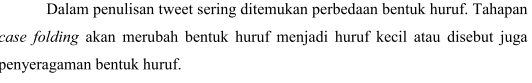 Dalam penulisan tweet sering ditemukan perbedaan bentuk huruf. Tahapan
case folding akan merubah bentuk huruf menjadi huruf kecil atau disebut juga
penyeragaman bentuk huruf.